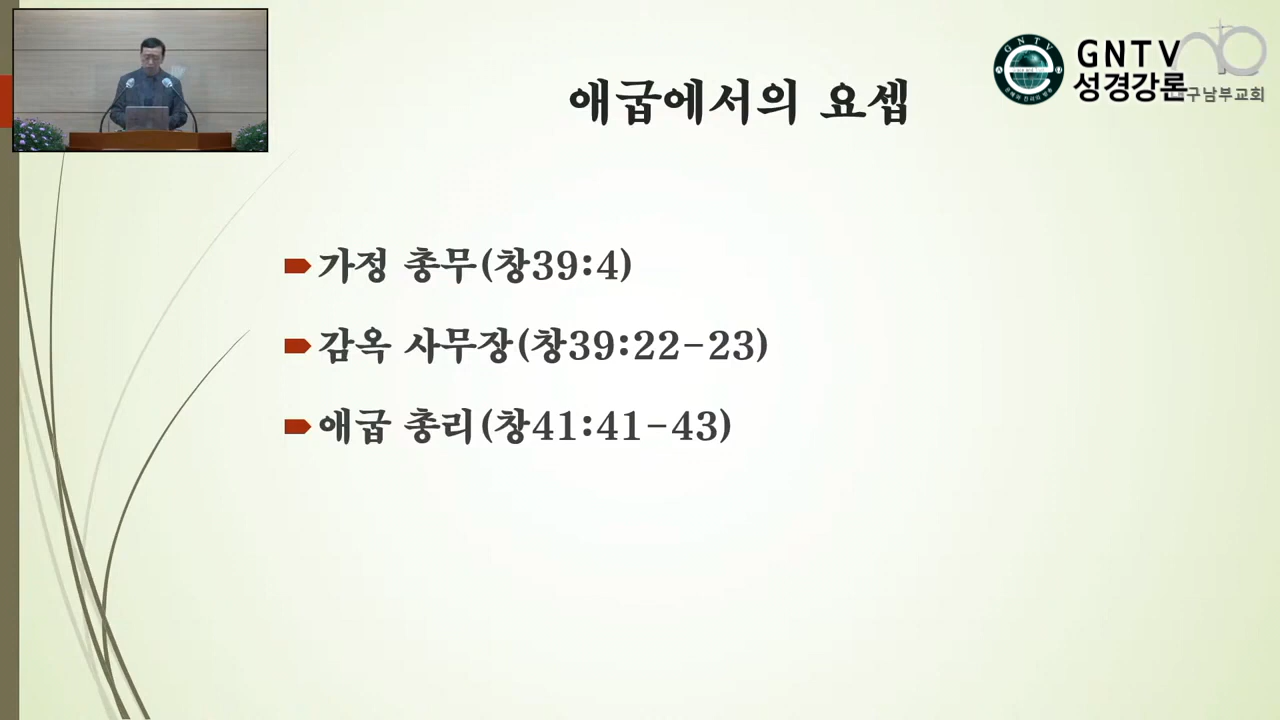 애굽에서의 요셉
GNTV
성경강론
구남부교회
가정 총무(창39:4)
감옥 사무장(창39:22-23)
애굽 총리(창41:41-43)